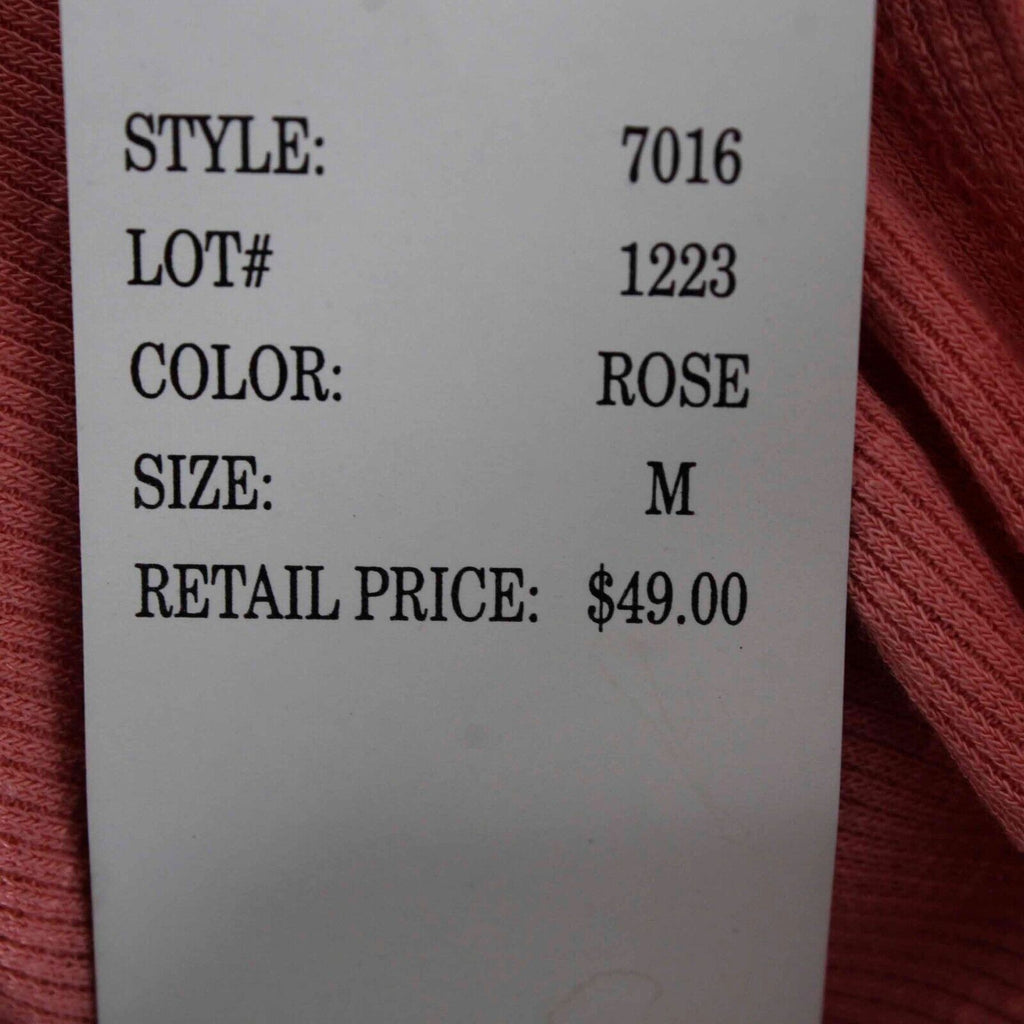 STYLE: 7016
LOT# 1223
COLOR: ROSE
SIZE: M
RETAIL PRICE: $49.00